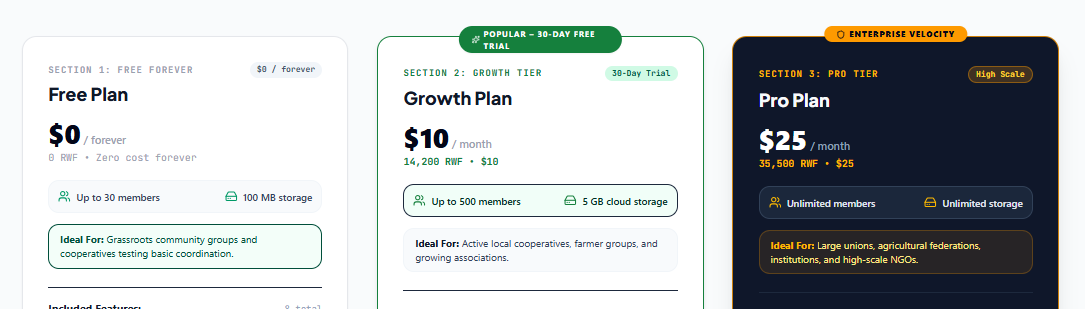 SECTION 1: FREE FOREVER
$0 / forever
Free Plan
$0 / forever
0 RWF • Zero cost forever
Up to 30 members
100 MB storage
Ideal For: Grassroots community groups and
cooperatives testing basic coordination.
Included Features:
8 total
POPULAR – 30-DAY FREE
TRIAL
SECTION 2: GROWTH TIER
30-Day Trial
Growth Plan
$10 / month
14,200 RWF • $10
Up to 500 members
5 GB cloud storage
Ideal For: Active local cooperatives, farmer groups, and
growing associations.
ENTERPRISE VELOCITY
SECTION 3: PRO TIER
High Scale
Pro Plan
$25 / month
35,500 RWF • $25
Unlimited members
Unlimited storage
Ideal For: Large unions, agricultural federations,
institutions, and high-scale NGOs.